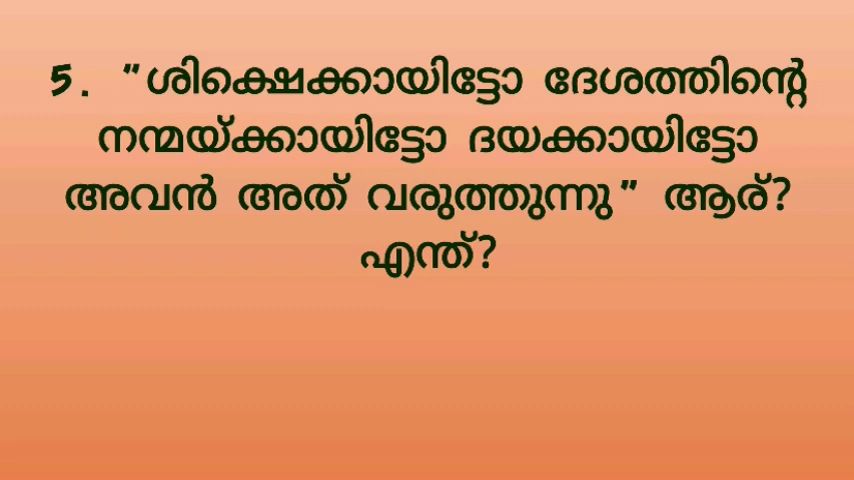 5. "ശിക്ഷെക്കായിട്ടോ ദേശത്തിന്റെ
നന്മയ്ക്കായിട്ടോ ദയക്കായിട്ടോ
അവൻ അത് വരുത്തുന്നു" ആര്?
എന്ത്?